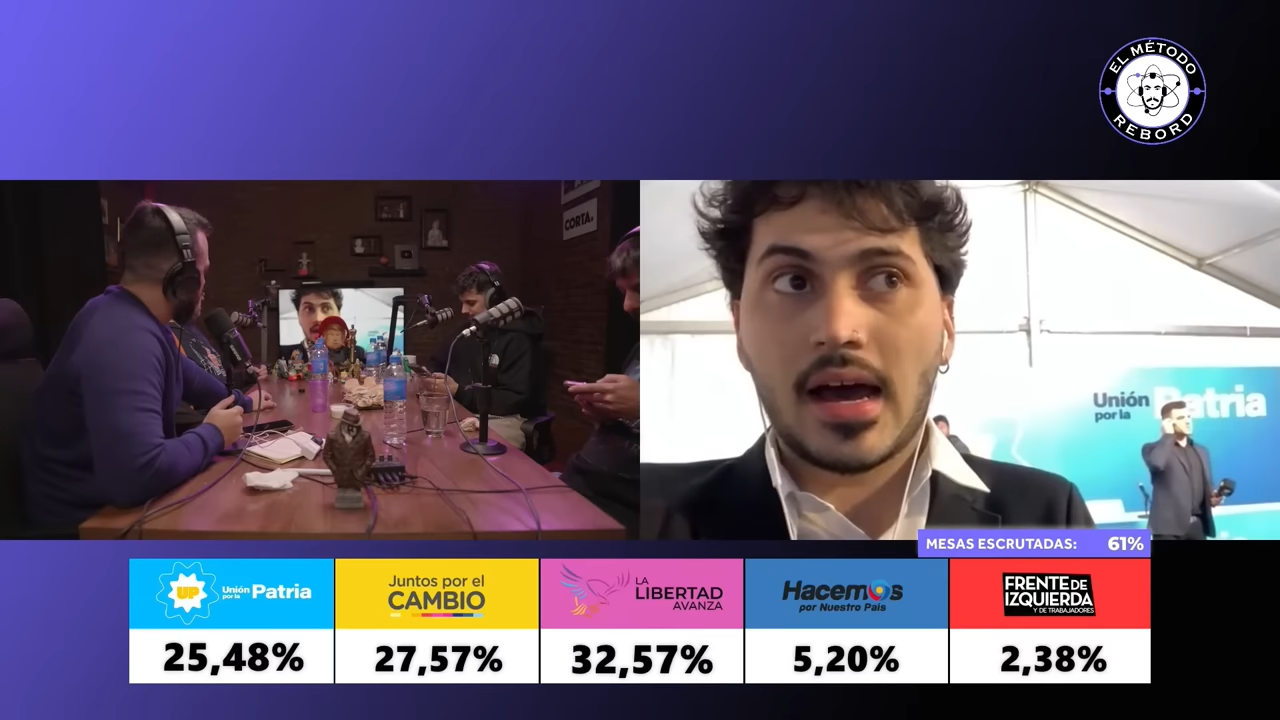 EL MÉTODO
REBORD
CORTA.
Unión
por la
Patria
MESAS ESCRUTADAS: 61%
UP
Unión
por la
Patria
25,48%
Juntos por el
CAMBIO
27,57%
LA
LIBERTAD
AVANZA
32,57%
Hacemos
por Nuestro País
5,20%
FRENTE DE
IZQUIERDA
Y DE TRABAJADORES
2,38%